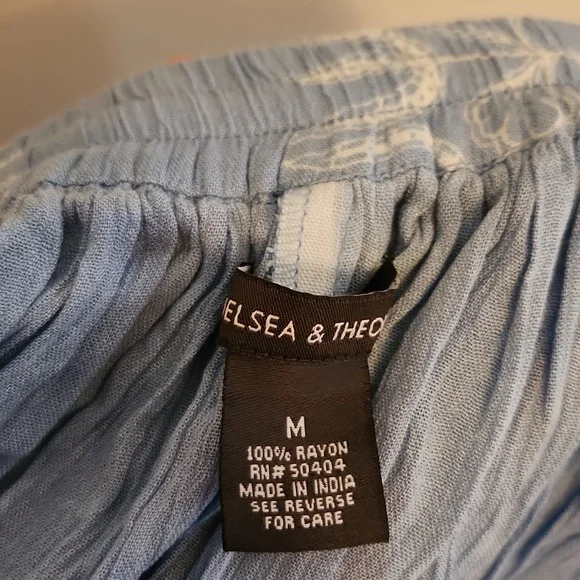 ELSEA & THEO
M
100% RAYON
RN# 50404
MADE IN INDIA
SEE REVERSE
FOR CARE